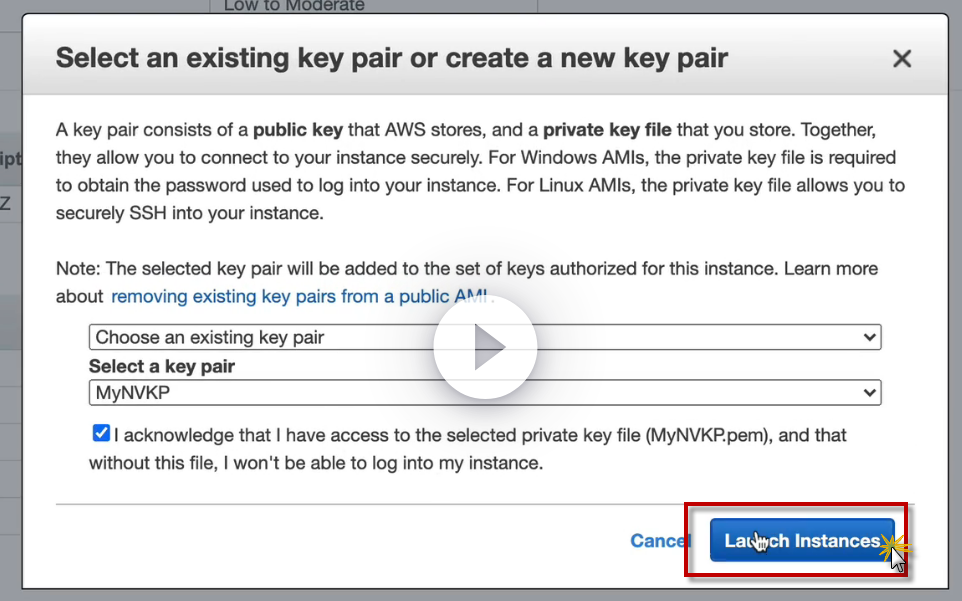 Low to Moderate
Select an existing key pair or create a new key pair
A key pair consists of a public key that AWS stores, and a private key file that you store. Together,
they allow you to connect to your instance securely. For Windows AMIs, the private key file is required
ipt
to obtain the password used to log into your instance. For Linux AMIs, the private key file allows you to
Z
securely SSH into your instance.
Note: The selected key pair will be added to the set of keys authorized for this instance. Learn more
about removing existing key pairs from a public AMI .
Choose an existing key pair
Select a key pair
MyNVKP
I acknowledge that I have access to the selected private key file (MyNVKP.pem), and that
without this file, I won't be able to log into my instance.
Cancel
Launch Instances